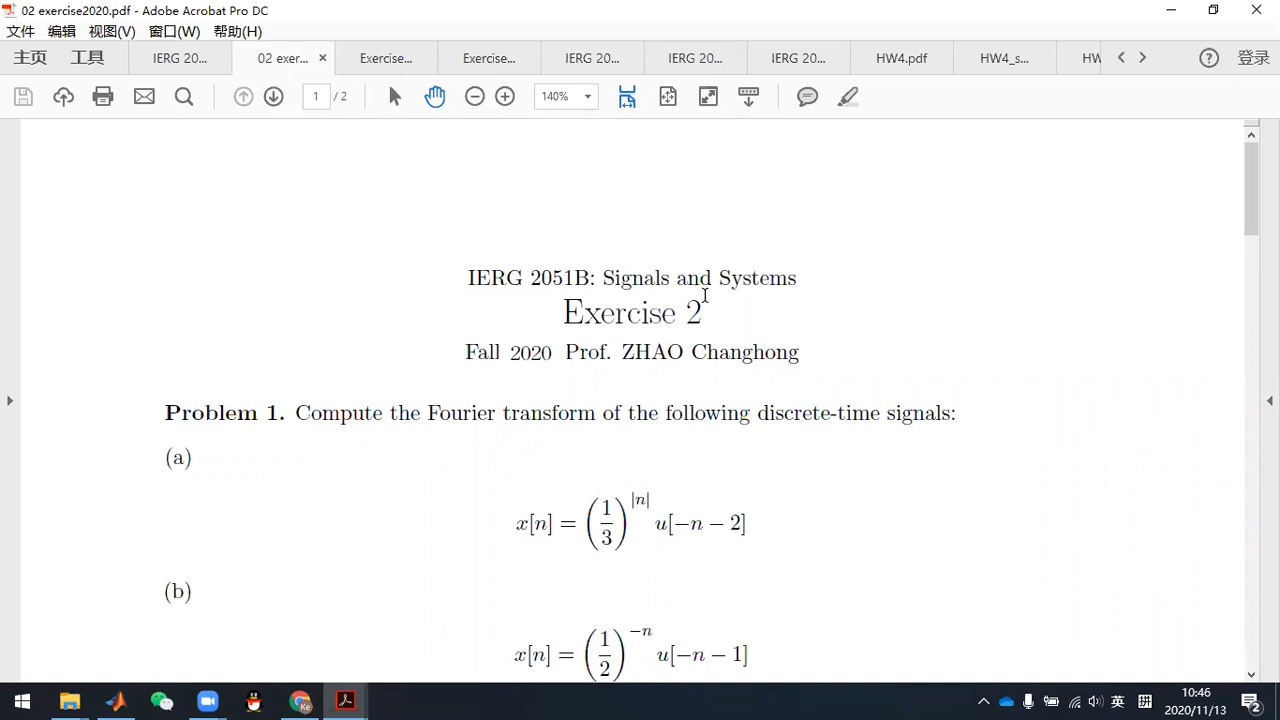 02 exercise2020.pdf - Adobe Acrobat Pro DC
文件 编辑 视图(V) 窗口(W) 帮助(H)
主页 工具 IERG 20... 02 exer... × Exercise... Exercise... IERG 20... IERG 20... IERG 20... HW4.pdf HW4_s... HW 登录
1 / 2 140%
IERG 2051B: Signals and Systems
Exercise 2
Fall 2020 Prof. ZHAO Changhong
Problem 1. Compute the Fourier transform of the following discrete-time signals:
(a)
x[n] = (1/3)^|n| u[−n − 2]
(b)
x[n] = (1/2)^−n u[−n − 1]
英 拼 10:46
2020/11/13 2